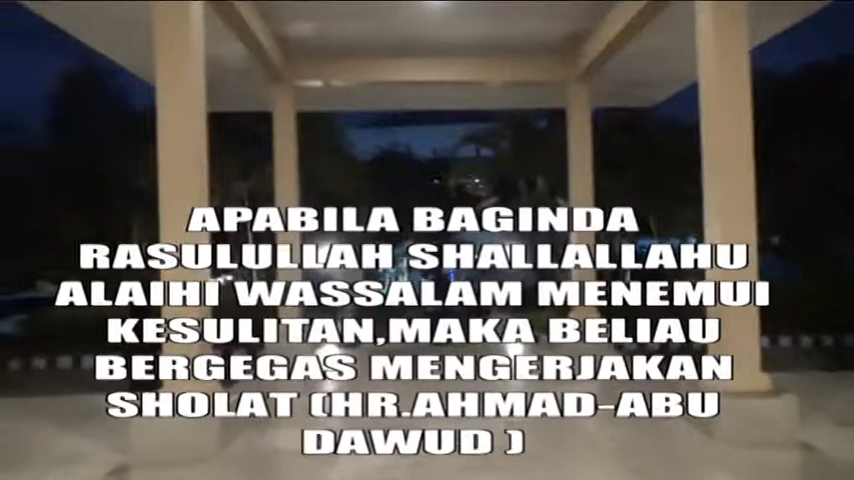 APABILA BAGINDA
RASULULLAH SHALLALLAHU
ALAIHI WASSALAM MENEMUI
KESULITAN,MAKA BELIAU
BERGEGAS MENGERJAKAN
SHOLAT (HR.AHMAD-ABU
DAWUD )